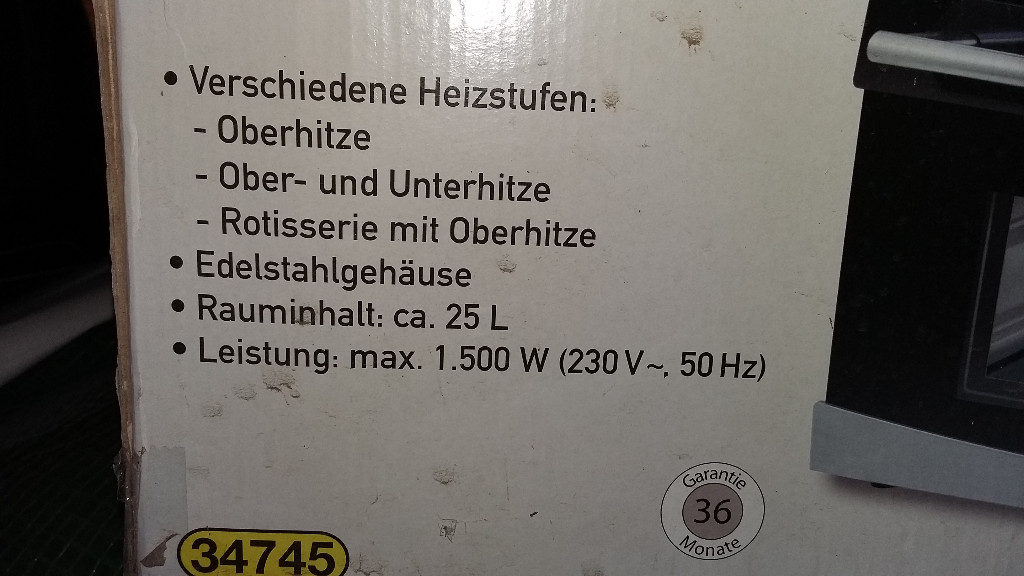 • Verschiedene Heizstufen:
- Oberhitze
- Ober- und Unterhitze
- Rotisserie mit Oberhitze
• Edelstahlgehäuse
• Rauminhalt: ca. 25 L
• Leistung: max. 1.500 W (230 V~, 50 Hz)
Garantie
36
Monate
34745